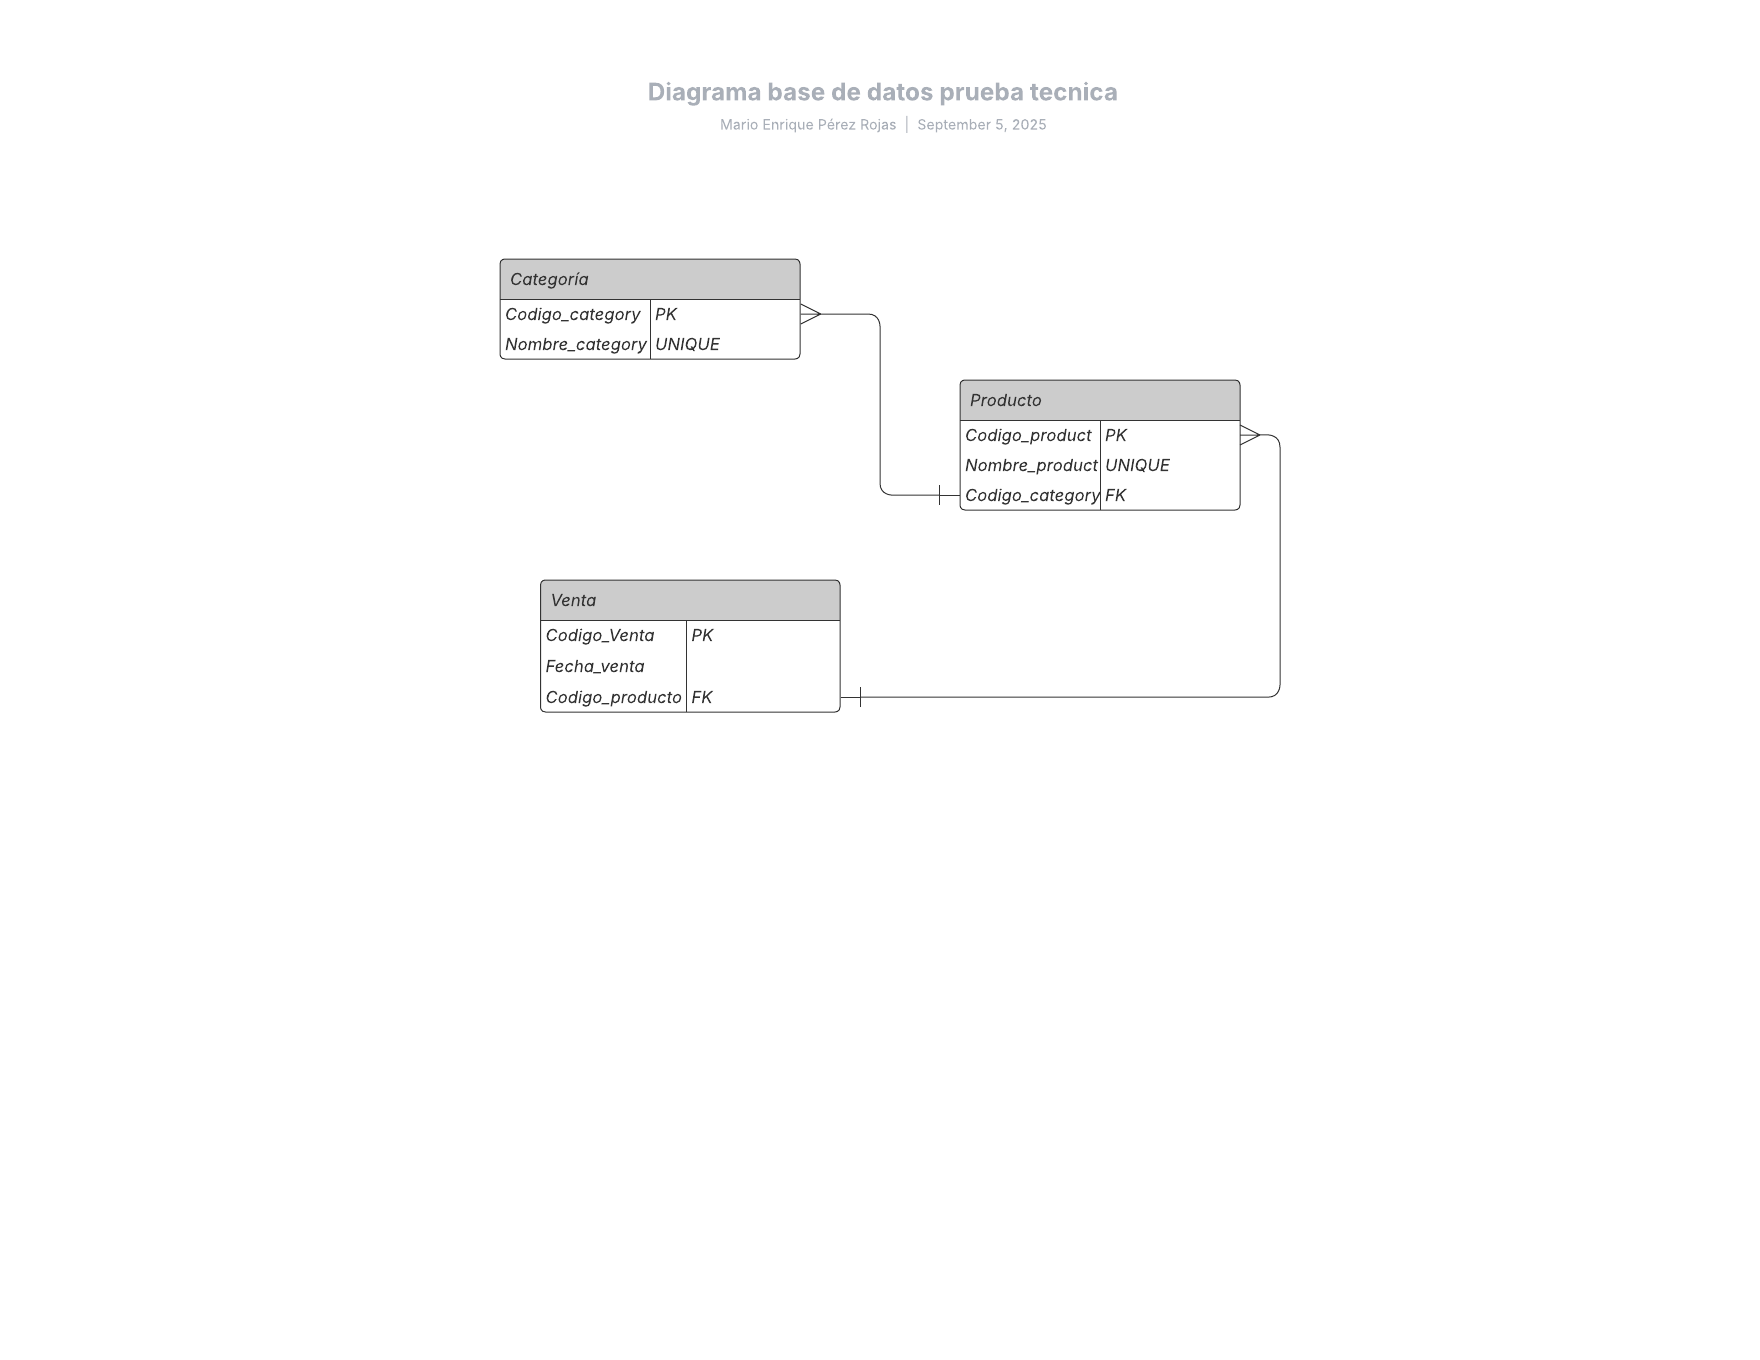 Diagrama base de datos prueba tecnica
Mario Enrique Pérez Rojas | September 5, 2025
Categoría
Codigo_category PK
Nombre_category UNIQUE
Producto
Codigo_product PK
Nombre_product UNIQUE
Codigo_category FK
Venta
Codigo_Venta PK
Fecha_venta
Codigo_producto FK